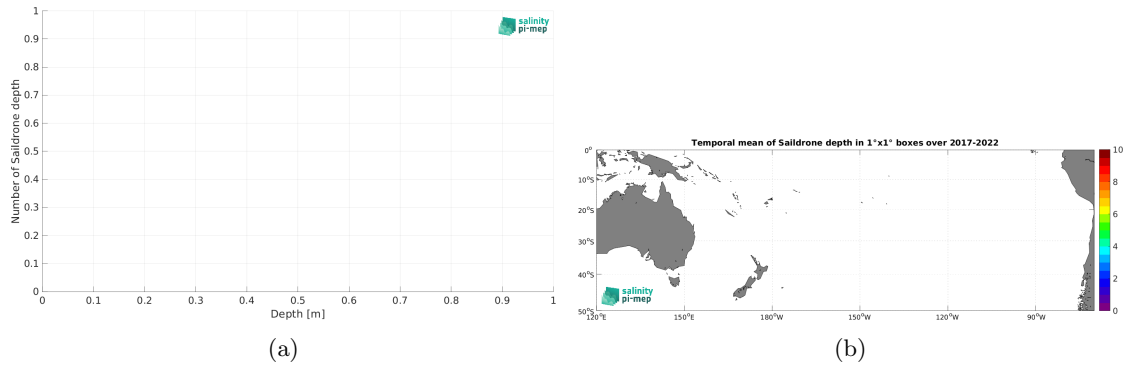 1
0.9
0.8
0.7
0.6
0.5
0.4
0.3
0.2
0.1
0
Number of Saildrone depth
0 0.1 0.2 0.3 0.4 0.5 0.6 0.7 0.8 0.9 1
Depth [m]
salinity
pi-mep
(a)
Temporal mean of Saildrone depth in 1°x1° boxes over 2017-2022
0°
10°S
20°S
30°S
40°S
50°S
120°E 150°E 180°W 150°W 120°W 90°W
salinity
pi-mep
10
8
6
4
2
0
(b)